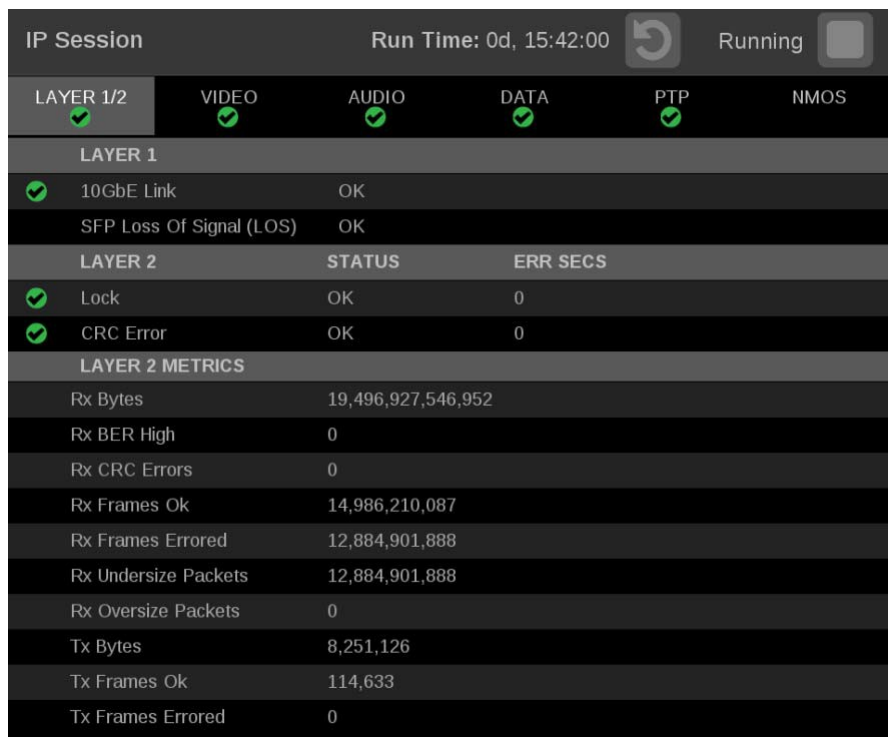 IP Session Run Time: 0d, 15:42:00 Running
LAYER 1/2 VIDEO AUDIO DATA PTP NMOS
LAYER 1
10GbE Link OK
SFP Loss Of Signal (LOS) OK
LAYER 2 STATUS ERR SECS
Lock OK 0
CRC Error OK 0
LAYER 2 METRICS
Rx Bytes 19,496,927,546,952
Rx BER High 0
Rx CRC Errors 0
Rx Frames Ok 14,986,210,087
Rx Frames Errored 12,884,901,888
Rx Undersize Packets 12,884,901,888
Rx Oversize Packets 0
Tx Bytes 8,251,126
Tx Frames Ok 114,633
Tx Frames Errored 0